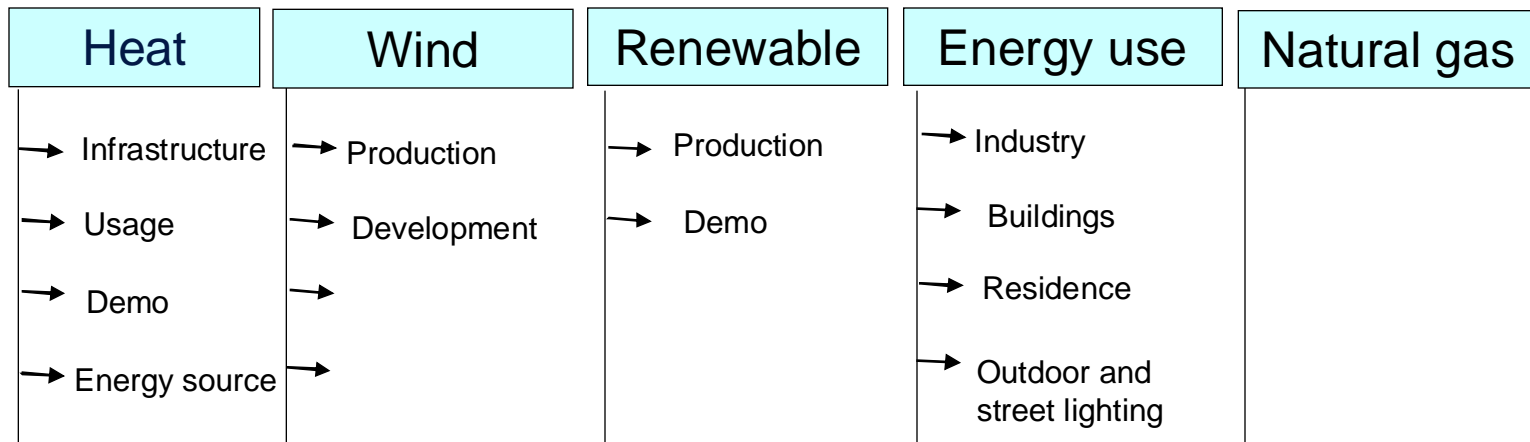 Heat
Infrastructure
Usage
Demo
Energy source
Wind
Production
Development
Renewable
Production
Demo
Energy use
Industry
Buildings
Residence
Outdoor and
street lighting
Natural gas